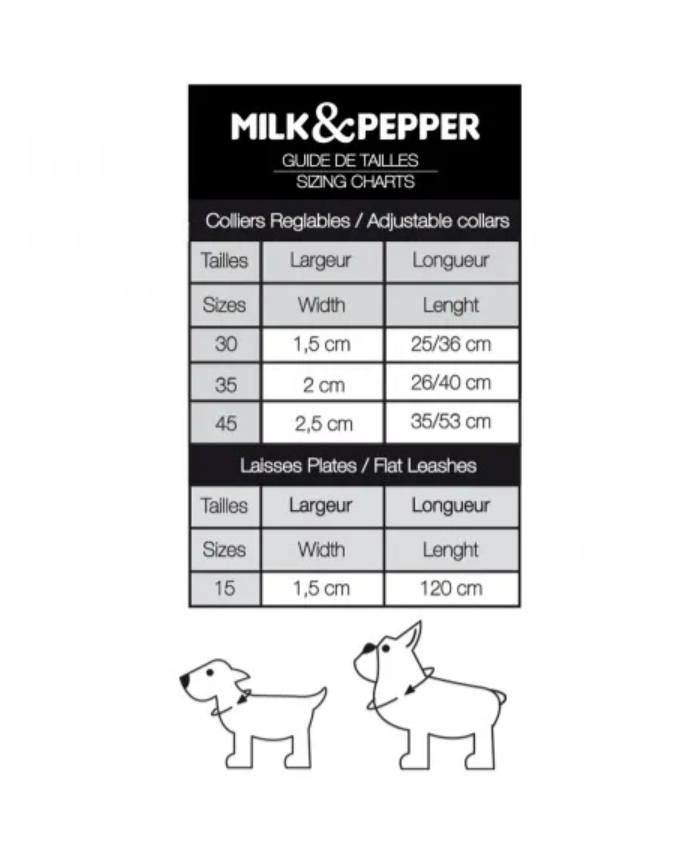 MILK&PEPPER
GUIDE DE TAILLES
SIZING CHARTS
Colliers Reglables / Adjustable collars
Tailles Largeur Longueur
Sizes Width Lenght
30 1,5 cm 25/36 cm
35 2 cm 26/40 cm
45 2,5 cm 35/53 cm
Laisses Plates / Flat Leashes
Tailles Largeur Longueur
Sizes Width Lenght
15 1,5 cm 120 cm